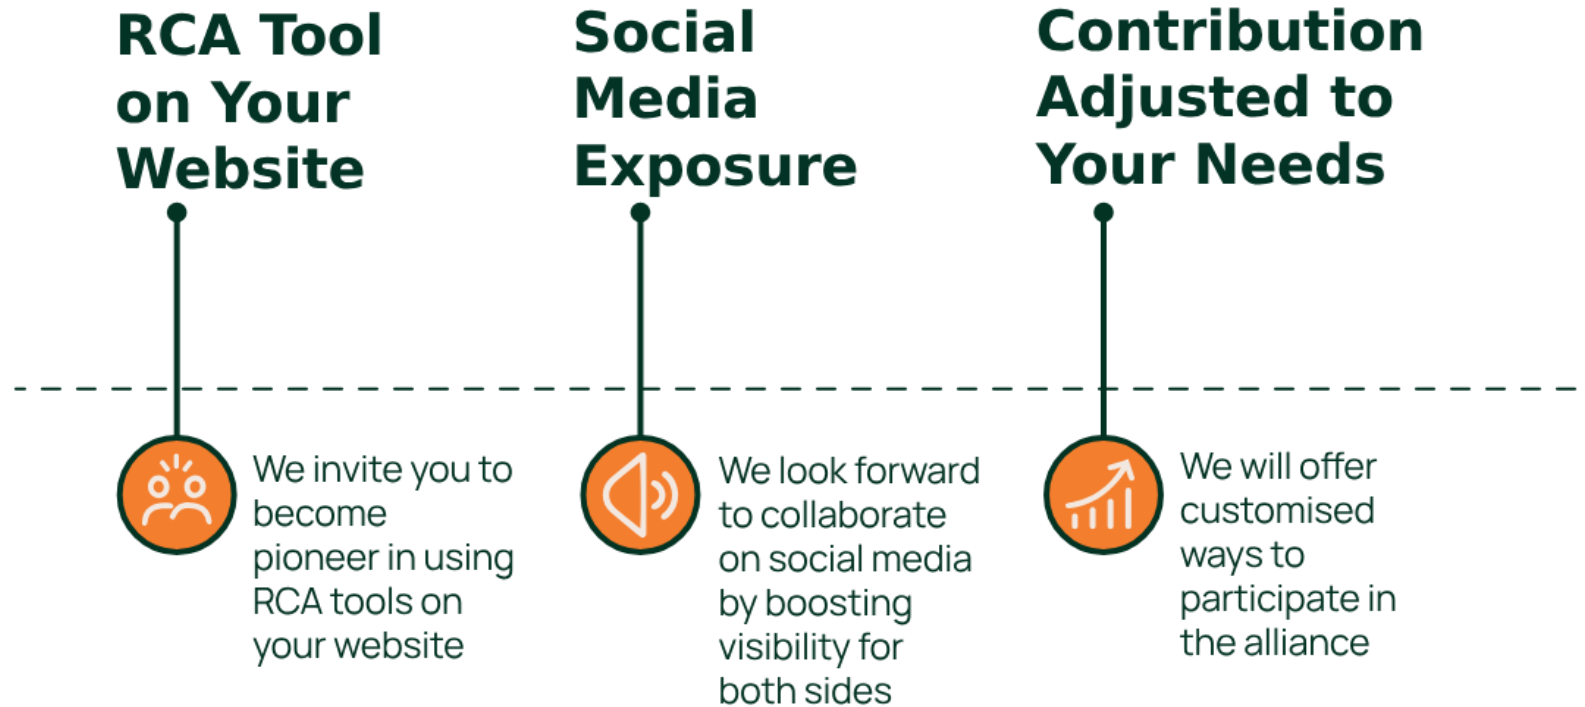 RCA Tool
on Your
Website
We invite you to
become
pioneer in using
RCA tools on
your website
Social
Media
Exposure
We look forward
to collaborate
on social media
by boosting
visibility for
both sides
Contribution
Adjusted to
Your Needs
We will offer
customised
ways to
participate in
the alliance